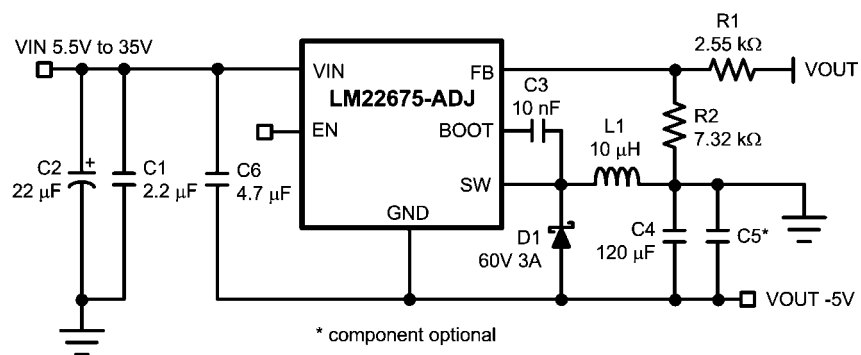 VIN 5.5V to 35V
VIN
FB
LM22675-ADJ
EN
BOOT
SW
GND
R1
2.55 kΩ
VOUT
C3
10 nF
R2
7.32 kΩ
L1
10 μH
C2
+
22 μF
C1
2.2 μF
C6
4.7 μF
D1
60V 3A
C4
120 μF
C5*
VOUT -5V
* component optional